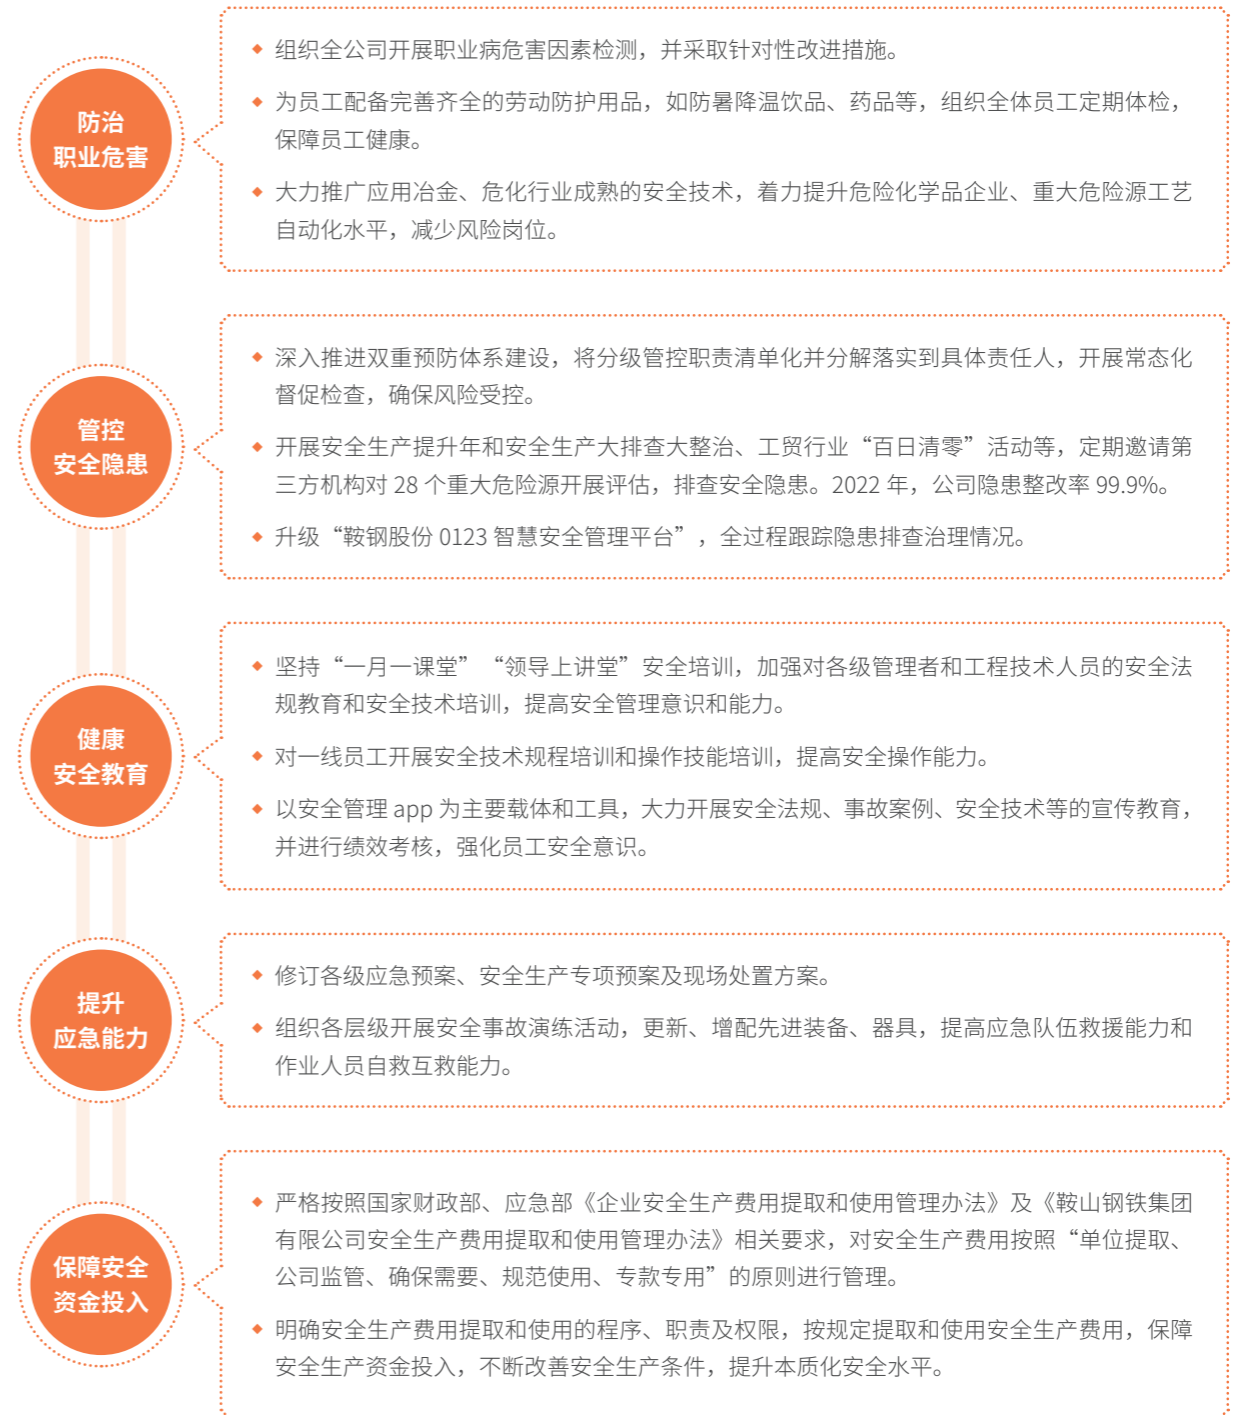 防治
职业危害
◆ 组织全公司开展职业病危害因素检测，并采取针对性改进措施。
◆ 为员工配备完善齐全的劳动防护用品，如防暑降温饮品、药品等，组织全体员工定期体检，
保障员工健康。
◆ 大力推广应用冶金、危化行业成熟的安全技术，着力提升危险化学品企业、重大危险源工艺
自动化水平，减少风险岗位。
管控
安全隐患
◆ 深入推进双重预防体系建设，将分级管控职责清单化并分解落实到具体责任人，开展常态化
督促检查，确保风险受控。
◆ 开展安全生产提升年和安全生产大排查大整治、工贸行业“百日清零”活动等，定期邀请第
三方机构对 28 个重大危险源开展评估，排查安全隐患。2022 年，公司隐患整改率 99.9%。
◆ 升级“鞍钢股份 0123 智慧安全管理平台”，全过程跟踪隐患排查治理情况。
健康
安全教育
◆ 坚持“一月一课堂”“领导上讲堂”安全培训，加强对各级管理者和工程技术人员的安全法
规教育和安全技术培训，提高安全管理意识和能力。
◆ 对一线员工开展安全技术规程培训和操作技能培训，提高安全操作能力。
◆ 以安全管理 app 为主要载体和工具，大力开展安全法规、事故案例、安全技术等的宣传教育，
并进行绩效考核，强化员工安全意识。
提升
应急能力
◆ 修订各级应急预案、安全生产专项预案及现场处置方案。
◆ 组织各层级开展安全事故演练活动，更新、增配先进装备、器具，提高应急队伍救援能力和
作业人员自救互救能力。
保障安全
资金投入
◆ 严格按照国家财政部、应急部《企业安全生产费用提取和使用管理办法》及《鞍山钢铁集团
有限公司安全生产费用提取和使用管理办法》相关要求，对安全生产费用按照“单位提取、
公司监管、确保需要、规范使用、专款专用”的原则进行管理。
◆ 明确安全生产费用提取和使用的程序、职责及权限，按规定提取和使用安全生产费用，保障
安全生产资金投入，不断改善安全生产条件，提升本质化安全水平。